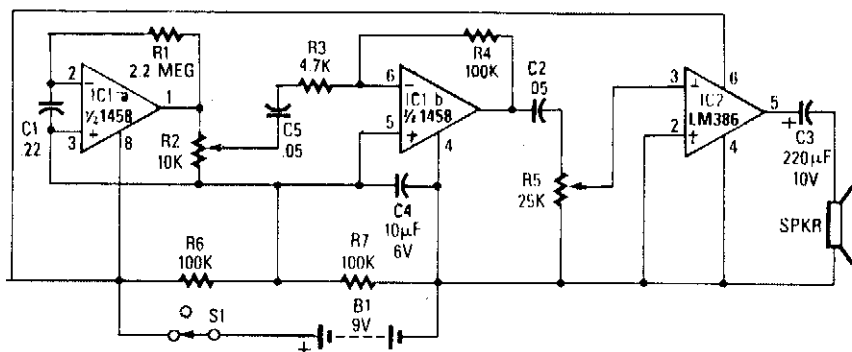 R1
2.2 MEG
2
−
IC1 a
½ 1458
1
+
3
8
C1
.22
R2
10K
R3
4.7K
C5
.05
6
−
IC1 b
½ 1458
5
+
4
R4
100K
C2
.05
C4
10µF
6V
R5
25K
3
6
IC2
LM386
5
2
+
4
+
C3
220µF
10V
SPKR
R6
100K
R7
100K
S1
B1
9V
+